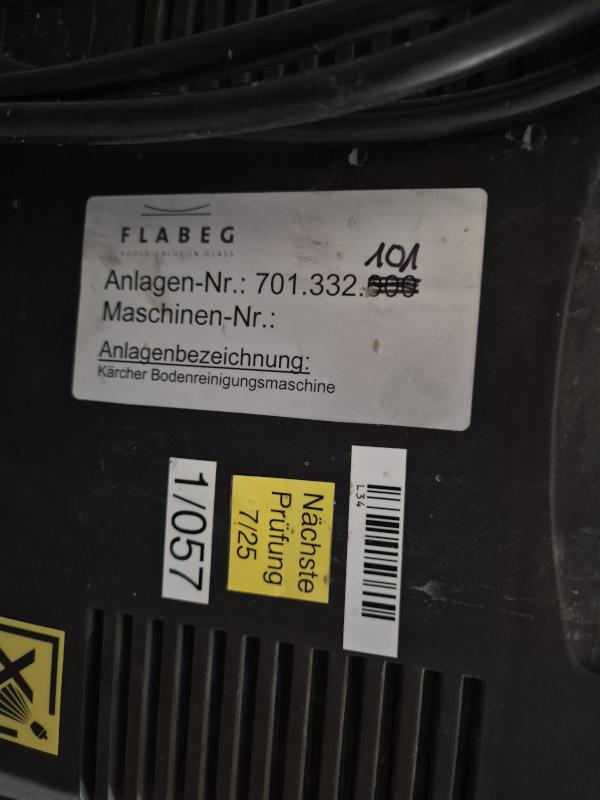 FLABEG
ADDED VALUE IN GLASS
101
Anlagen-Nr.: 701.332.000
Maschinen-Nr.:
Anlagenbezeichnung:
Kärcher Bodenreinigungsmaschine
1/057
Nächste
Prüfung
7/25
L34